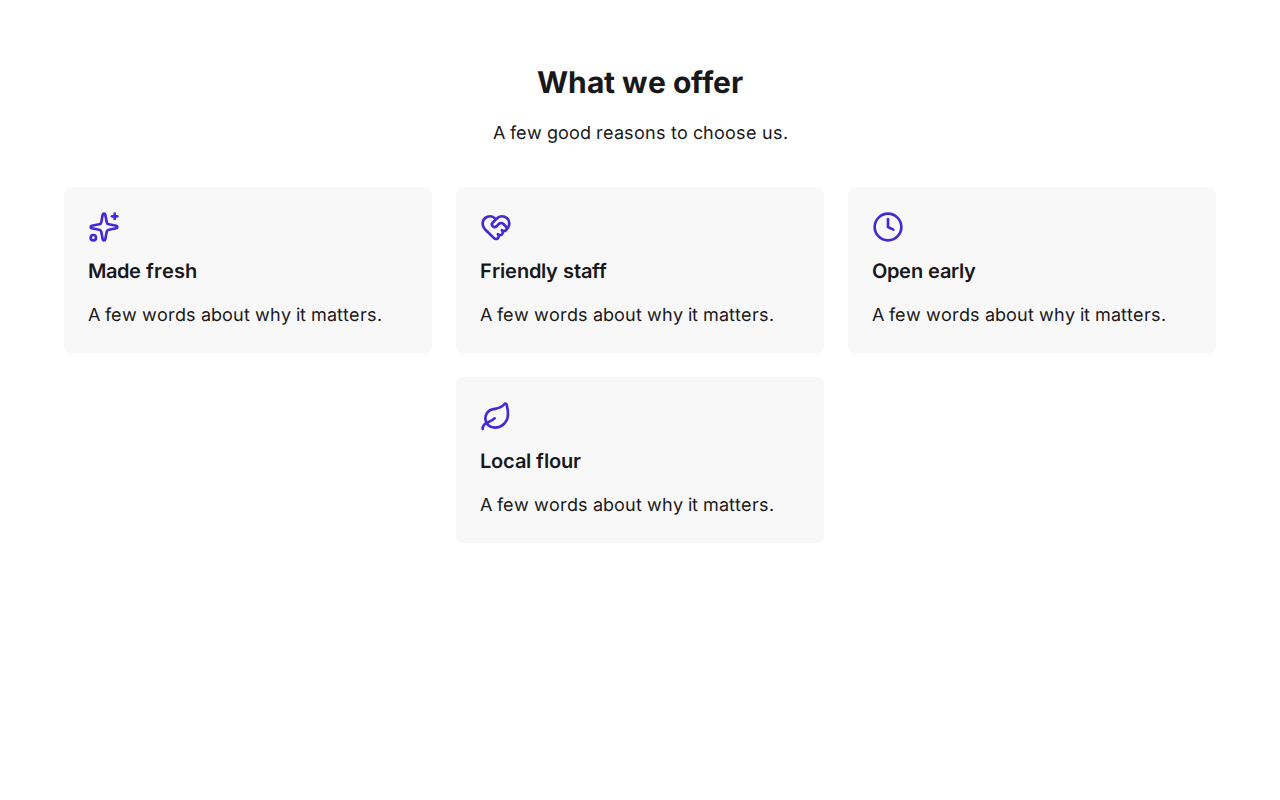 What we offer
A few good reasons to choose us.
Made fresh
A few words about why it matters.
Friendly staff
A few words about why it matters.
Open early
A few words about why it matters.
Local flour
A few words about why it matters.